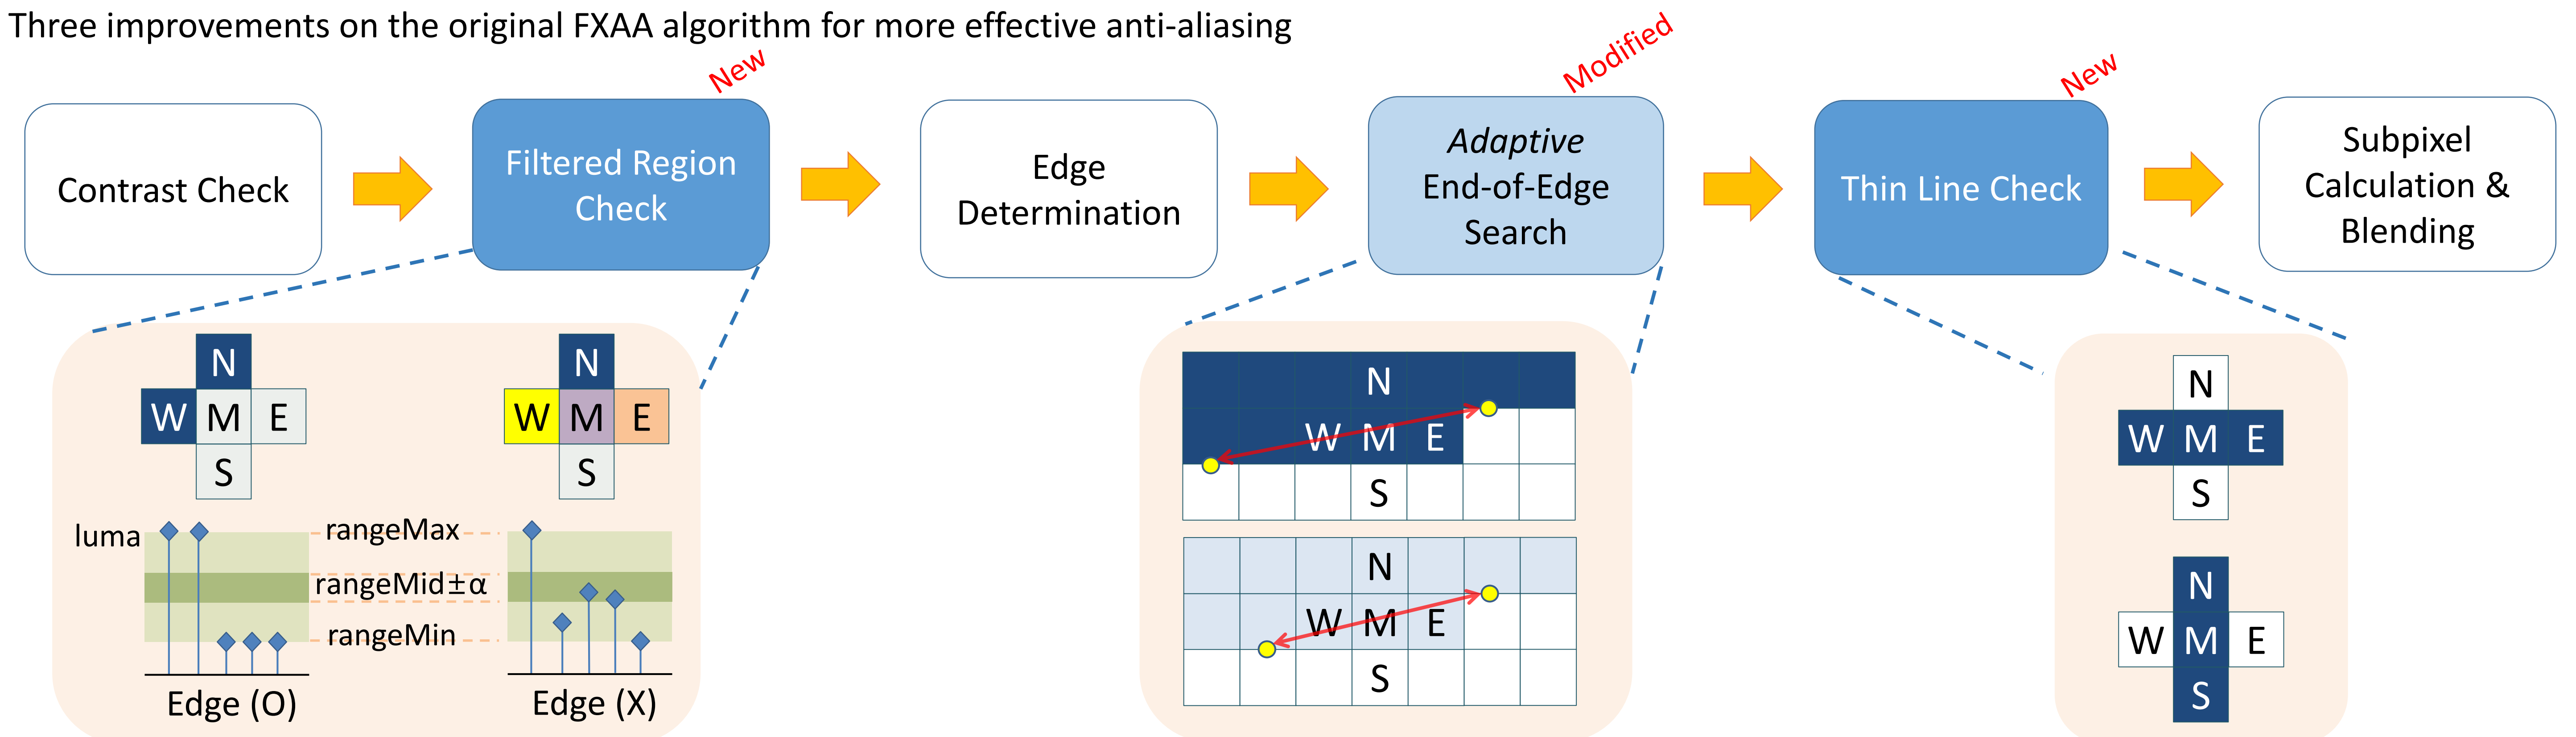 Three improvements on the original FXAA algorithm for more effective anti-aliasing
New
Modified
New
Contrast Check
Filtered Region
Check
Edge
Determination
Adaptive
End-of-Edge
Search
Thin Line Check
Subpixel
Calculation &
Blending
N
W M E
S
N
W M E
S
luma
rangeMax
rangeMid±α
rangeMin
Edge (O)
Edge (X)
N
W M E
S
N
W M E
S
N
W M E
S
N
W M E
S